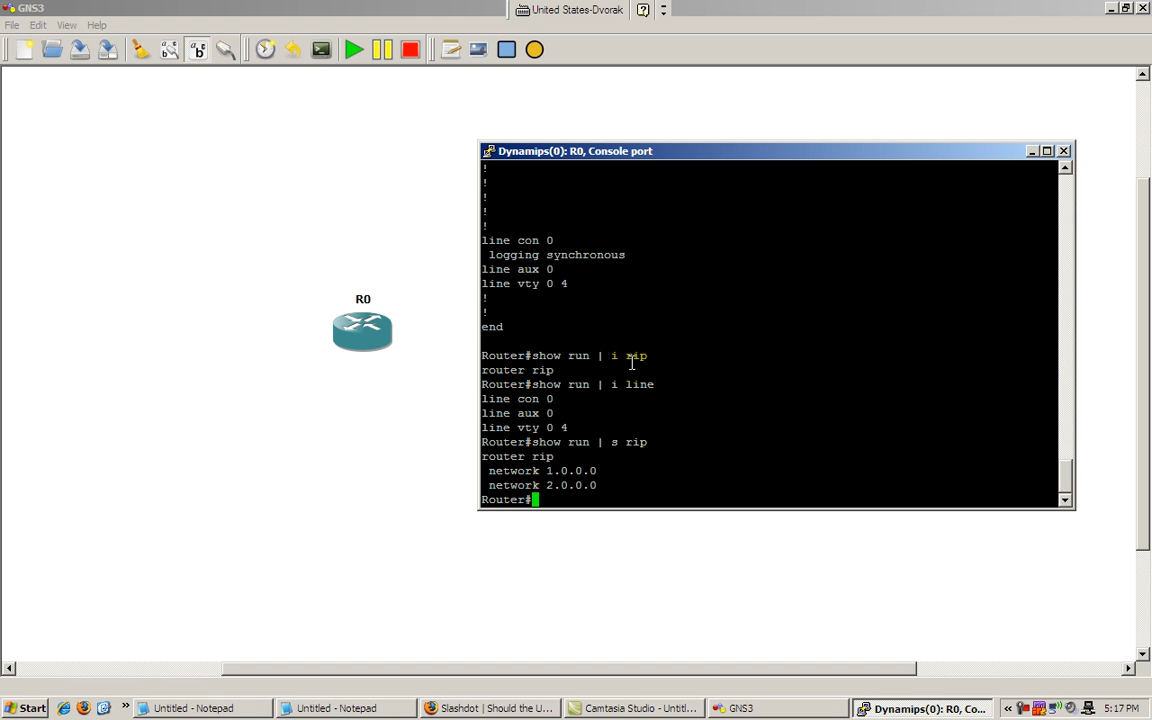 GNS3
United States-Dvorak
File Edit View Help
R0
Dynamips(0): R0, Console port
!
!
!
!
!
line con 0
logging synchronous
line aux 0
line vty 0 4
!
!
end
Router#show run | i rip
router rip
Router#show run | i line
line con 0
line aux 0
line vty 0 4
Router#show run | s rip
router rip
network 1.0.0.0
network 2.0.0.0
Router#
Start
Untitled - Notepad
Untitled - Notepad
Slashdot | Should the U...
Camtasia Studio - Untitl...
GNS3
Dynamips(0): R0, Co...
5:17 PM